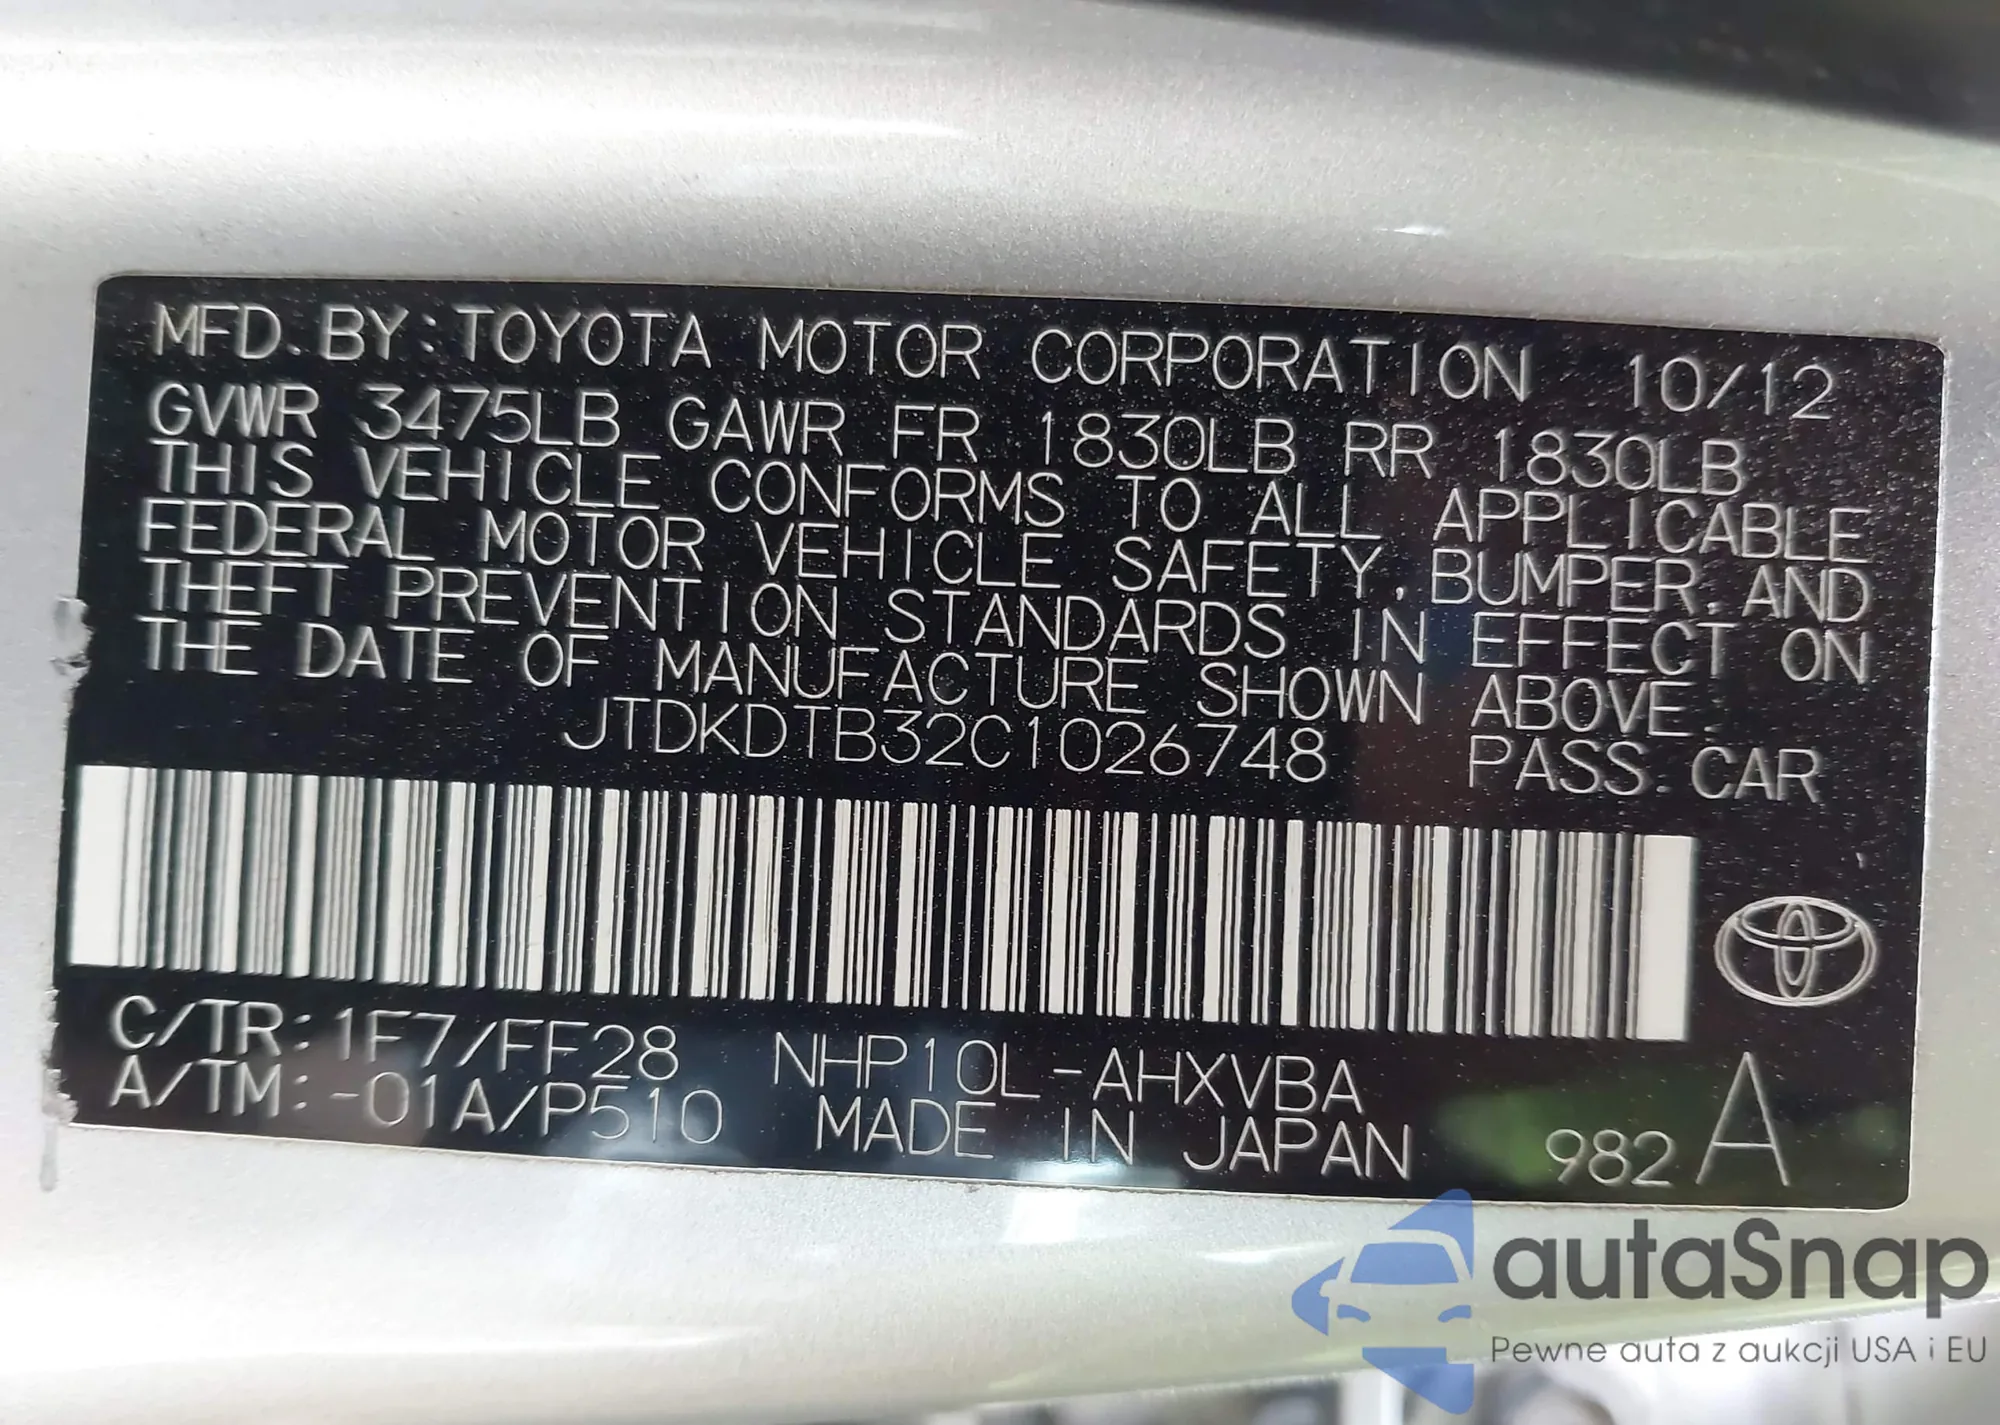 MFD. BY: TOYOTA MOTOR CORPORATION 10/12
GVWR 3475LB GAWR FR 1830LB RR 1830LB
THIS VEHICLE CONFORMS TO ALL APPLICABLE
FEDERAL MOTOR VEHICLE SAFETY, BUMPER, AND
THEFT PREVENTION STANDARDS IN EFFECT ON
THE DATE OF MANUFACTURE SHOWN ABOVE.
JTDKDTB32C1026748 PASS. CAR
C/TR: 1F7/FF28 NHP10L-AHXVBA
A/TM: -01A/P510 MADE IN JAPAN 982 A
autaSnap
Pewne auta z aukcji USA i EU